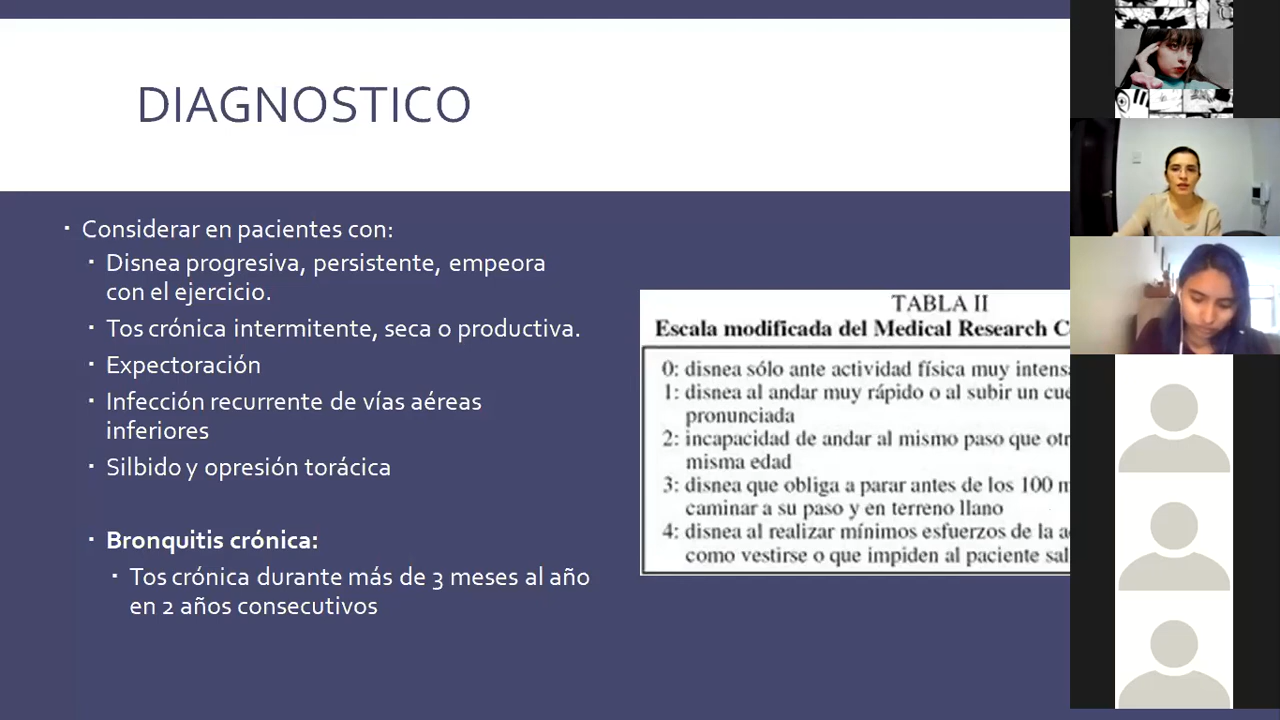 DIAGNOSTICO
▪ Considerar en pacientes con:
▪ Disnea progresiva, persistente, empeora
con el ejercicio.
▪ Tos crónica intermitente, seca o productiva.
▪ Expectoración
▪ Infección recurrente de vías aéreas
inferiores
▪ Silbido y opresión torácica
▪ Bronquitis crónica:
▪ Tos crónica durante más de 3 meses al año
en 2 años consecutivos
TABLA II
Escala modificada del Medical Research
0: disnea sólo ante actividad física muy
1: disnea al andar muy rápido o al subir un
pronunciada
2: incapacidad de andar al mismo paso que
misma edad
3: disnea que obliga a parar antes de los 100
caminar a su paso y en terreno llano
4: disnea al realizar mínimos esfuerzos de la
como vestirse o que impiden al paciente